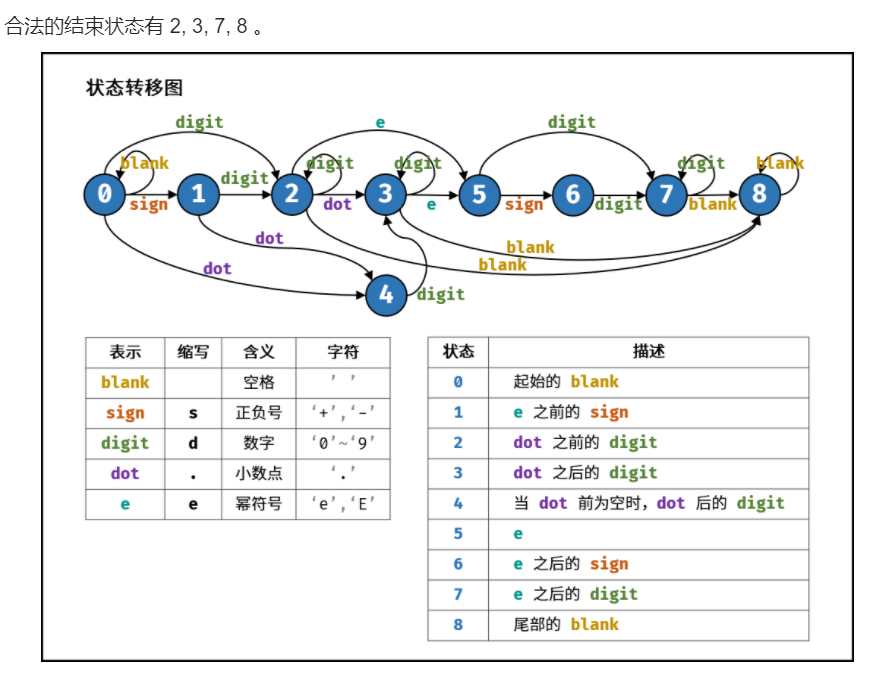 合法的结束状态有 2, 3, 7, 8 。
状态转移图
digit e digit
blank digit digit digit blank
0 sign 1 digit 2 dot 3 e 5 sign 6 digit 7 blank 8
dot blank
dot blank
4 digit
表示 缩写 含义 字符
blank 空格 ' '
sign s 正负号 '+','-'
digit d 数字 '0'~'9'
dot . 小数点 '.'
e e 幂符号 'e','E'
状态 描述
0 起始的 blank
1 e 之前的 sign
2 dot 之前的 digit
3 dot 之后的 digit
4 当 dot 前为空时，dot 后的 digit
5 e
6 e 之后的 sign
7 e 之后的 digit
8 尾部的 blank